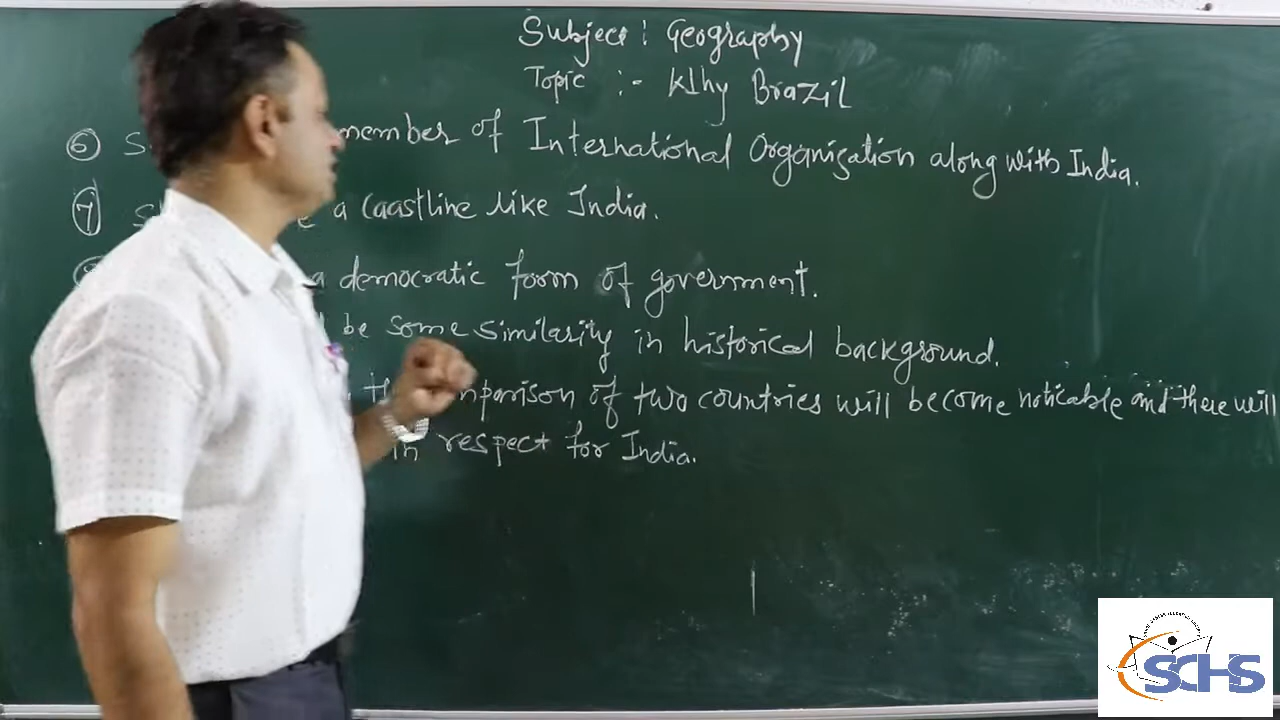 Subject : Geography
Topic :- Why Brazil
6 member of International Organization along with India.
7 a Coastline like India.
a democratic form of government.
be some similarity in historical background.
of two countries will become noticable and there will
in respect for India.
SCHS